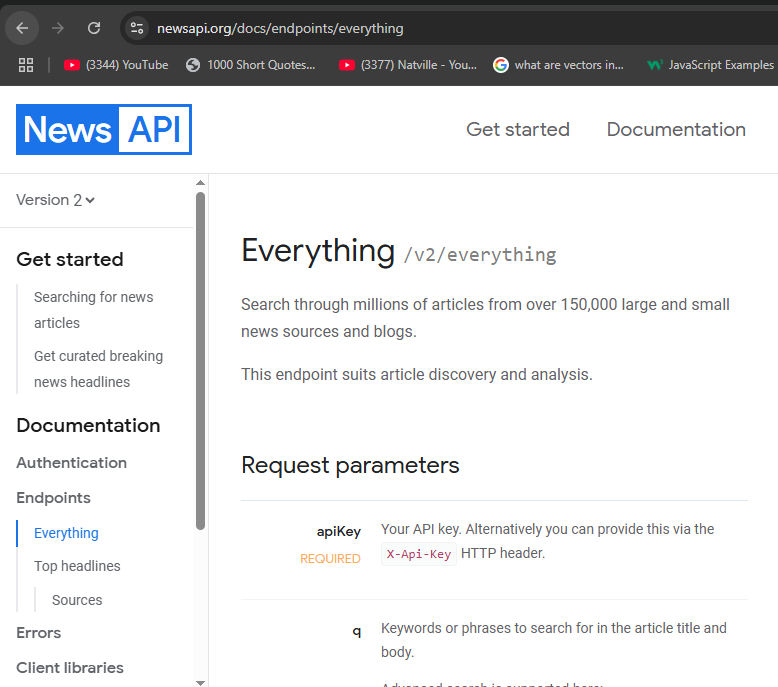 newsapi.org/docs/endpoints/everything
(3344) YouTube
1000 Short Quotes...
(3377) Natville - You...
what are vectors in...
JavaScript Examples
News API
Get started
Documentation
Version 2
Get started
Searching for news
articles
Get curated breaking
news headlines
Documentation
Authentication
Endpoints
Everything
Top headlines
Sources
Errors
Client libraries
Everything /v2/everything
Search through millions of articles from over 150,000 large and small
news sources and blogs.
This endpoint suits article discovery and analysis.
Request parameters
apiKey
REQUIRED
Your API key. Alternatively you can provide this via the
X-Api-Key HTTP header.
q
Keywords or phrases to search for in the article title and
body.
Advanced search is supported here: